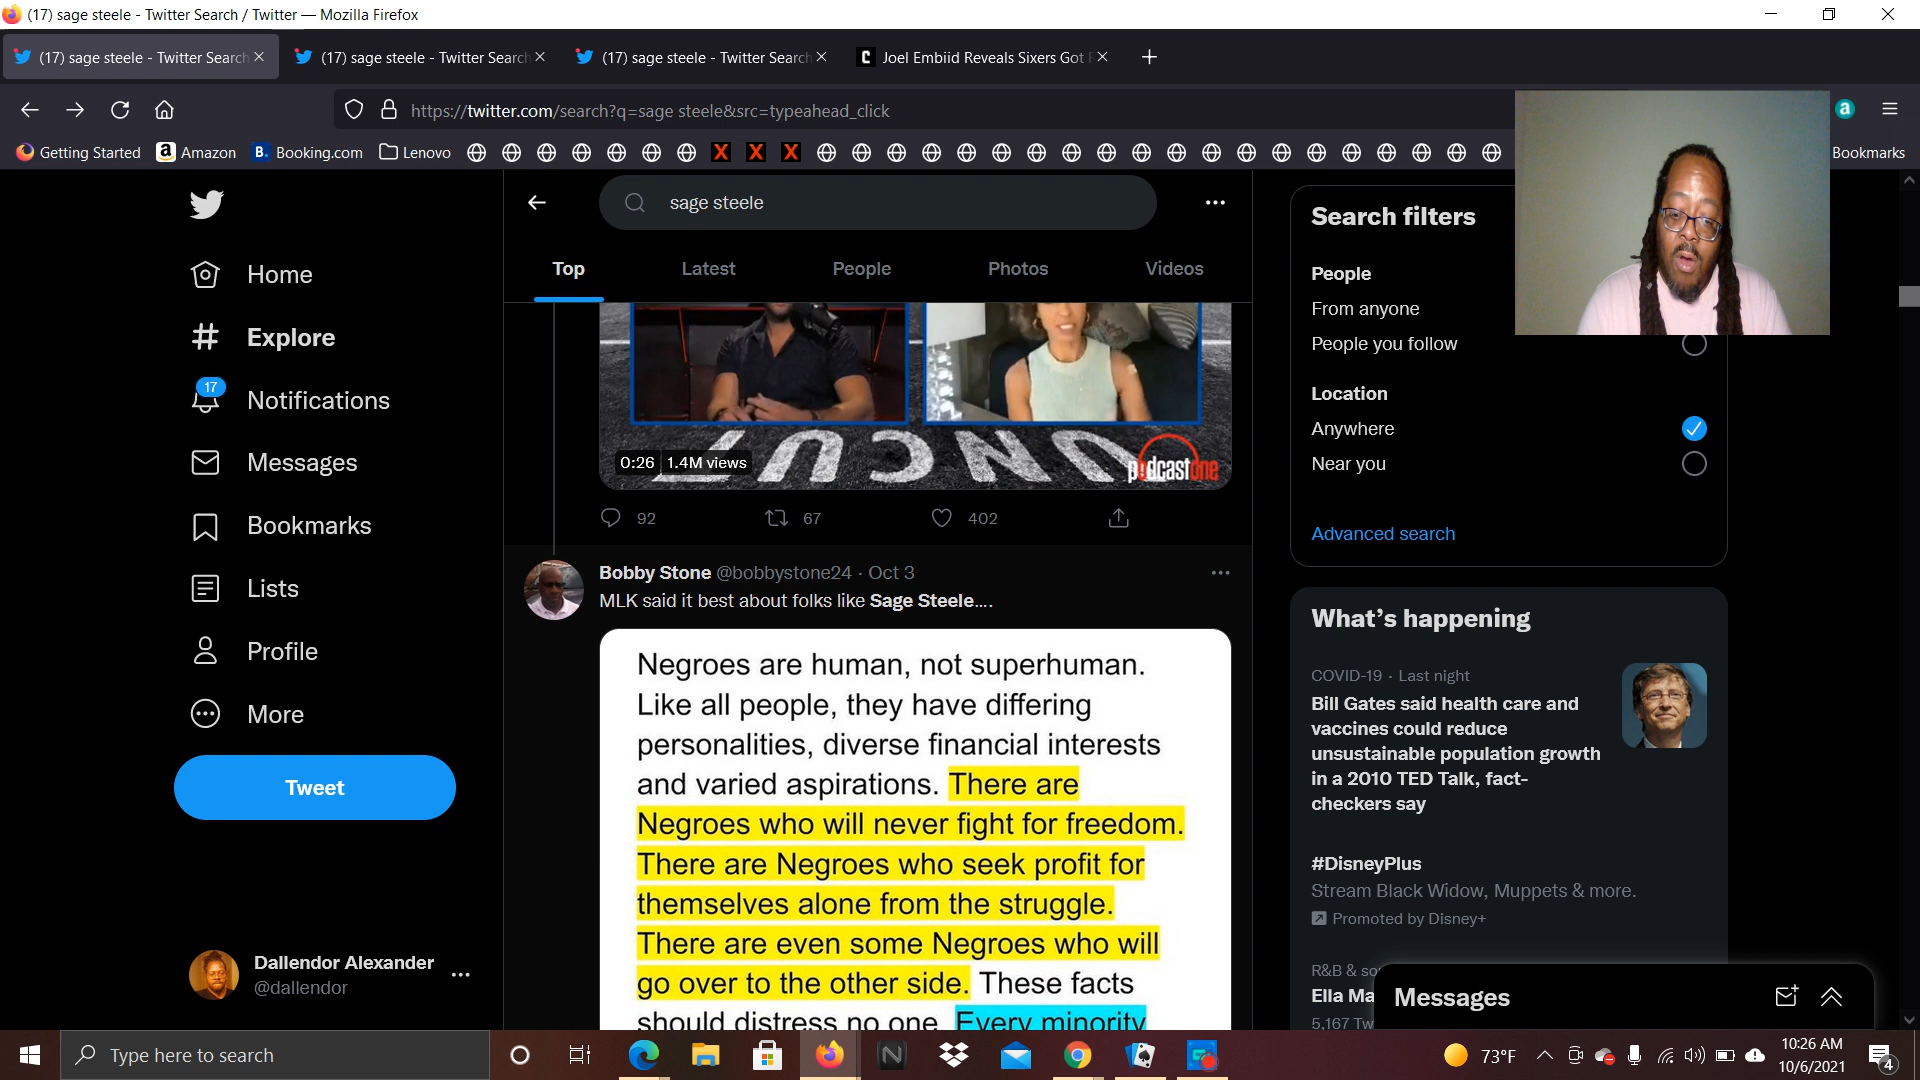 (17) sage steele - Twitter Search / Twitter — Mozilla Firefox
(17) sage steele - Twitter Search
(17) sage steele - Twitter Search
(17) sage steele - Twitter Search
Joel Embiid Reveals Sixers Got
https://twitter.com/search?q=sage steele&src=typeahead_click
Getting Started
Amazon
Booking.com
Lenovo
Bookmarks
Home
Explore
17
Notifications
Messages
Bookmarks
Lists
Profile
More
Tweet
Dallendor Alexander
@dallendor
sage steele
Top
Latest
People
Photos
Videos
0:26
1.4M views
podcastone
92
67
402
Bobby Stone @bobbystone24 · Oct 3
MLK said it best about folks like Sage Steele....
Negroes are human, not superhuman.
Like all people, they have differing
personalities, diverse financial interests
and varied aspirations. There are
Negroes who will never fight for freedom.
There are Negroes who seek profit for
themselves alone from the struggle.
There are even some Negroes who will
go over to the other side. These facts
should distress no one. Every minority
Search filters
People
From anyone
People you follow
Location
Anywhere
Near you
Advanced search
What's happening
COVID-19 · Last night
Bill Gates said health care and
vaccines could reduce
unsustainable population growth
in a 2010 TED Talk, fact-
checkers say
#DisneyPlus
Stream Black Widow, Muppets & more.
Promoted by Disney+
R&B &
Ella
5,167
Messages
Type here to search
73°F
10:26 AM
10/6/2021
4